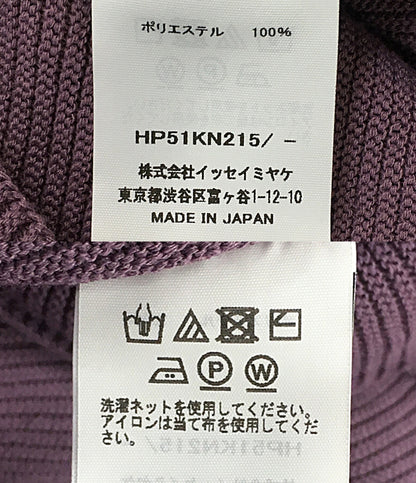 ポリエステル 100%
HP51KN215/ -
株式会社イッセイミヤケ
東京都渋谷区富ヶ谷1-12-10
MADE IN JAPAN
P W
洗濯ネットを使用してください。
アイロンは当て布を使用してください。
HP51KN215/